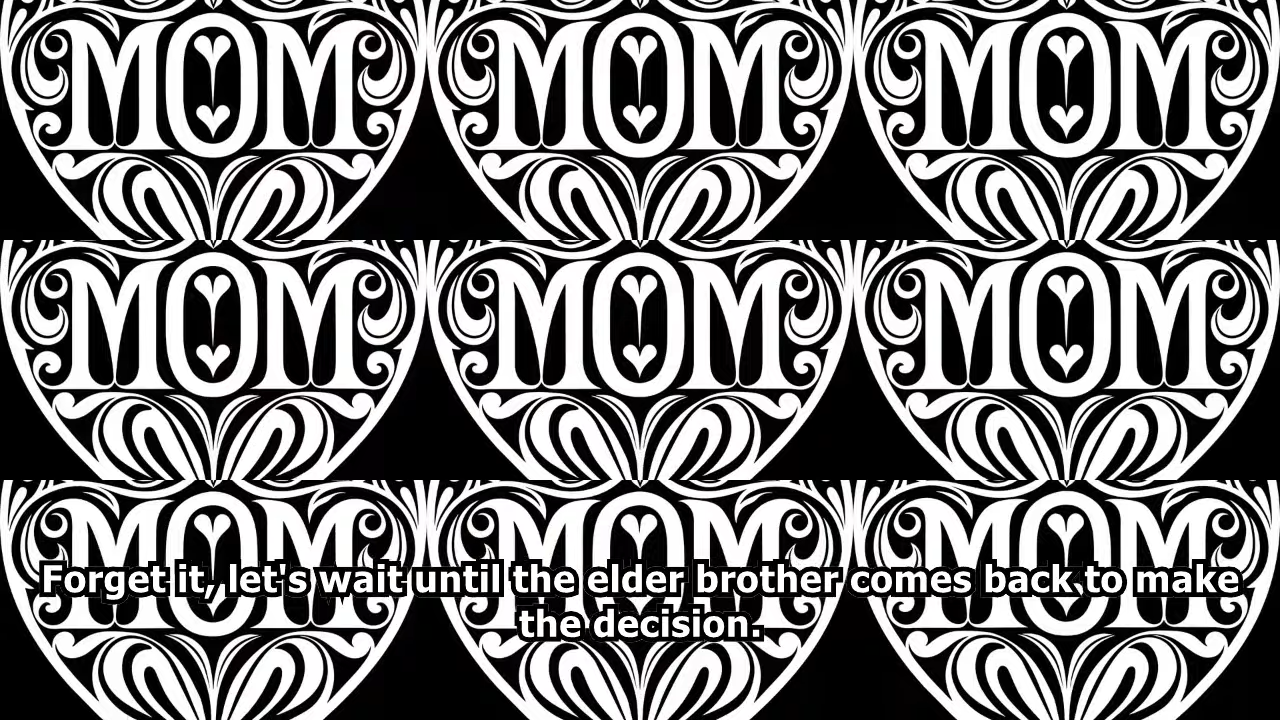 MOM MOM MOM
MOM MOM MOM
MOM MOM MOM
Forget it, let's wait until the elder brother comes back to make
the decision.